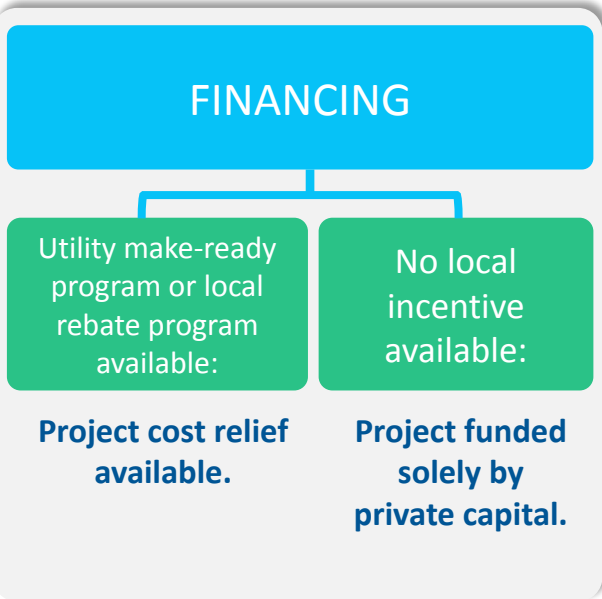 FINANCING
Utility make-ready
program or local
rebate program
available:
No local
incentive
available:
Project cost relief
available.
Project funded
solely by
private capital.